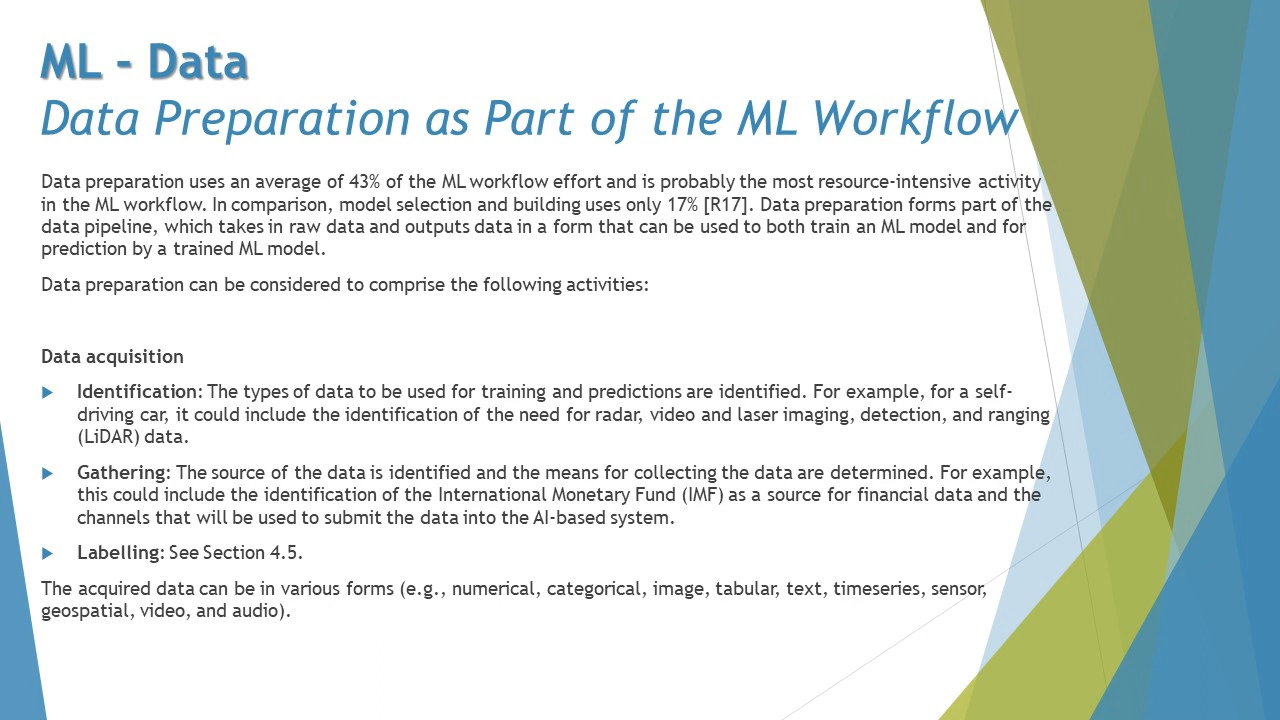 ML - Data
Data Preparation as Part of the ML Workflow
Data preparation uses an average of 43% of the ML workflow effort and is probably the most resource-intensive activity
in the ML workflow. In comparison, model selection and building uses only 17% [R17]. Data preparation forms part of the
data pipeline, which takes in raw data and outputs data in a form that can be used to both train an ML model and for
prediction by a trained ML model.
Data preparation can be considered to comprise the following activities:
Data acquisition
Identification: The types of data to be used for training and predictions are identified. For example, for a self-
driving car, it could include the identification of the need for radar, video and laser imaging, detection, and ranging
(LiDAR) data.
Gathering: The source of the data is identified and the means for collecting the data are determined. For example,
this could include the identification of the International Monetary Fund (IMF) as a source for financial data and the
channels that will be used to submit the data into the AI-based system.
Labelling: See Section 4.5.
The acquired data can be in various forms (e.g., numerical, categorical, image, tabular, text, timeseries, sensor,
geospatial, video, and audio).